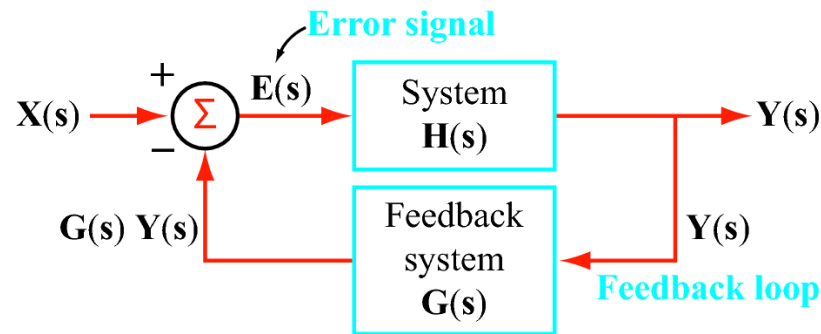 Error signal
+
E(s)
System
H(s)
X(s)
Σ
Y(s)
−
G(s) Y(s)
Feedback
system
G(s)
Y(s)
Feedback loop